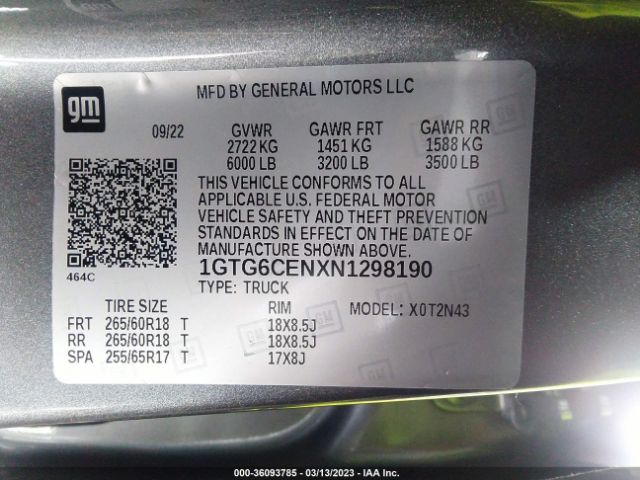 gm
MFD BY GENERAL MOTORS LLC
09/22 GVWR GAWR FRT GAWR RR
2722 KG 1451 KG 1588 KG
6000 LB 3200 LB 3500 LB
THIS VEHICLE CONFORMS TO ALL
APPLICABLE U.S. FEDERAL MOTOR
VEHICLE SAFETY AND THEFT PREVENTION
STANDARDS IN EFFECT ON THE DATE OF
MANUFACTURE SHOWN ABOVE.
464C
1GTG6CENXN1298190
TYPE: TRUCK
TIRE SIZE RIM MODEL: X0T2N43
FRT 265/60R18 T 18X8.5J
RR 265/60R18 T 18X8.5J
SPA 255/65R17 T 17X8J
000-36093785 — 03/13/2023 — IAA Inc.